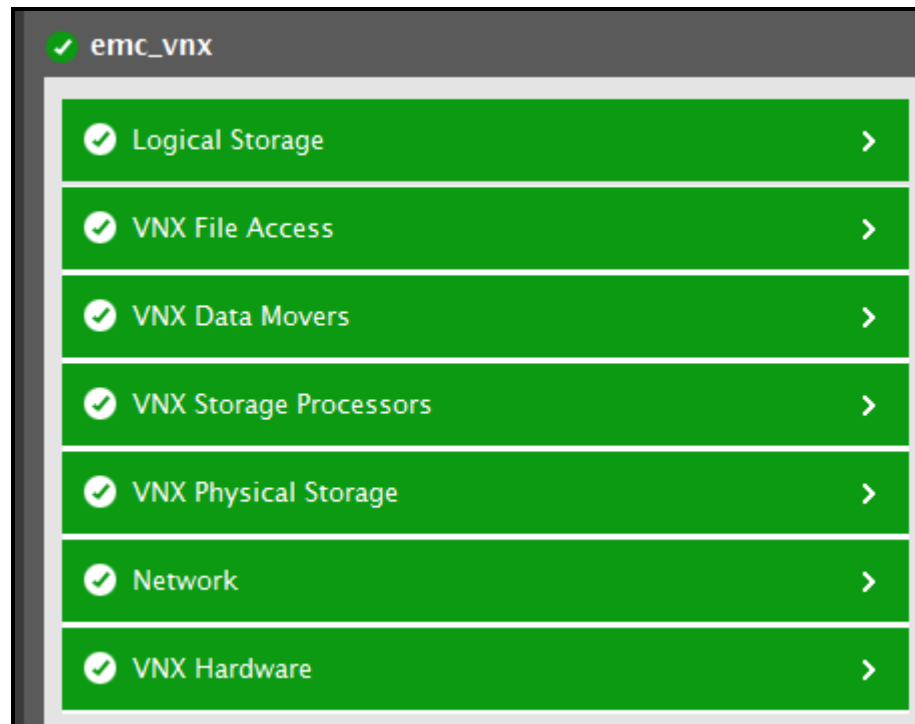 emc_vnx
Logical Storage
VNX File Access
VNX Data Movers
VNX Storage Processors
VNX Physical Storage
Network
VNX Hardware